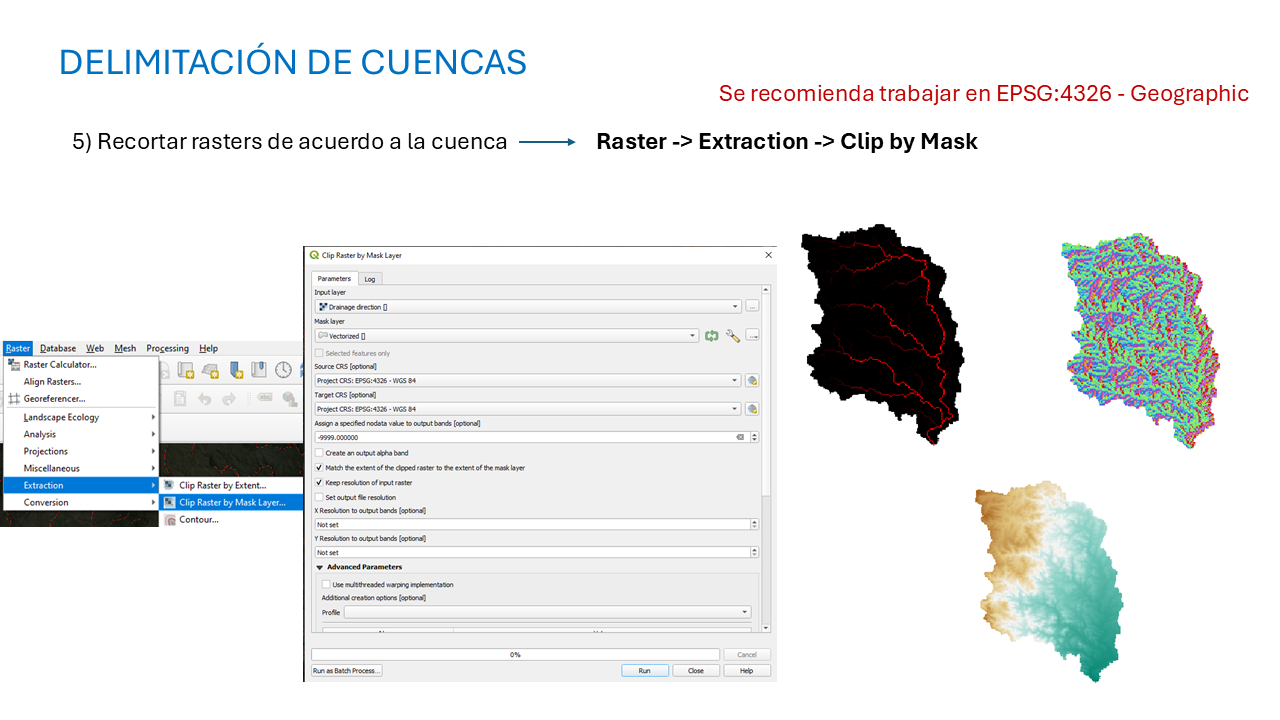 DELIMITACIÓN DE CUENCAS
Se recomienda trabajar en EPSG:4326 - Geographic
5) Recortar rasters de acuerdo a la cuenca
Raster -> Extraction -> Clip by Mask
Raster Database Web Mesh Processing Help
Raster Calculator...
Align Rasters...
Georeferencer...
Landscape Ecology
Analysis
Projections
Miscellaneous
Extraction
Conversion
Clip Raster by Extent...
Clip Raster by Mask Layer...
Contour...
Clip Raster by Mask Layer
Parameters Log
Input layer
Drainage direction []
Mask layer
Vectorized []
Selected features only
Source CRS [optional]
Project CRS: EPSG:4326 - WGS 84
Target CRS [optional]
Project CRS: EPSG:4326 - WGS 84
Assign a specified nodata value to output bands [optional]
-9999.000000
Create an output alpha band
Match the extent of the clipped raster to the extent of the mask layer
Keep resolution of input raster
Set output file resolution
X Resolution to output bands [optional]
Not set
Y Resolution to output bands [optional]
Not set
Advanced Parameters
Use multithreaded warping implementation
Additional creation options [optional]
Profile
0%
Cancel
Run as Batch Process...
Run Close Help